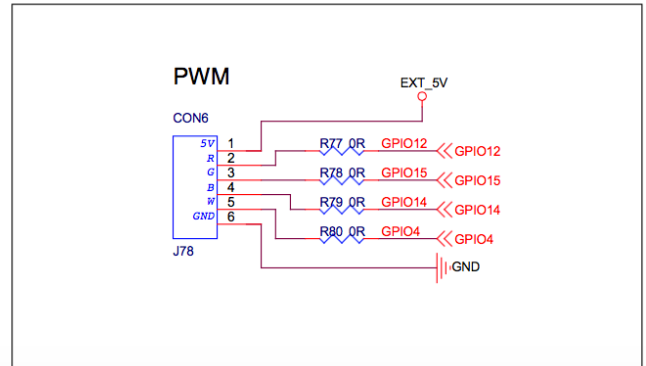 PWM
EXT_5V
CON6
5V 1
R 2
G 3
B 4
W 5
GND 6
J78
R77 0R GPIO12 GPIO12
R78 0R GPIO15 GPIO15
R79 0R GPIO14 GPIO14
R80 0R GPIO4 GPIO4
GND